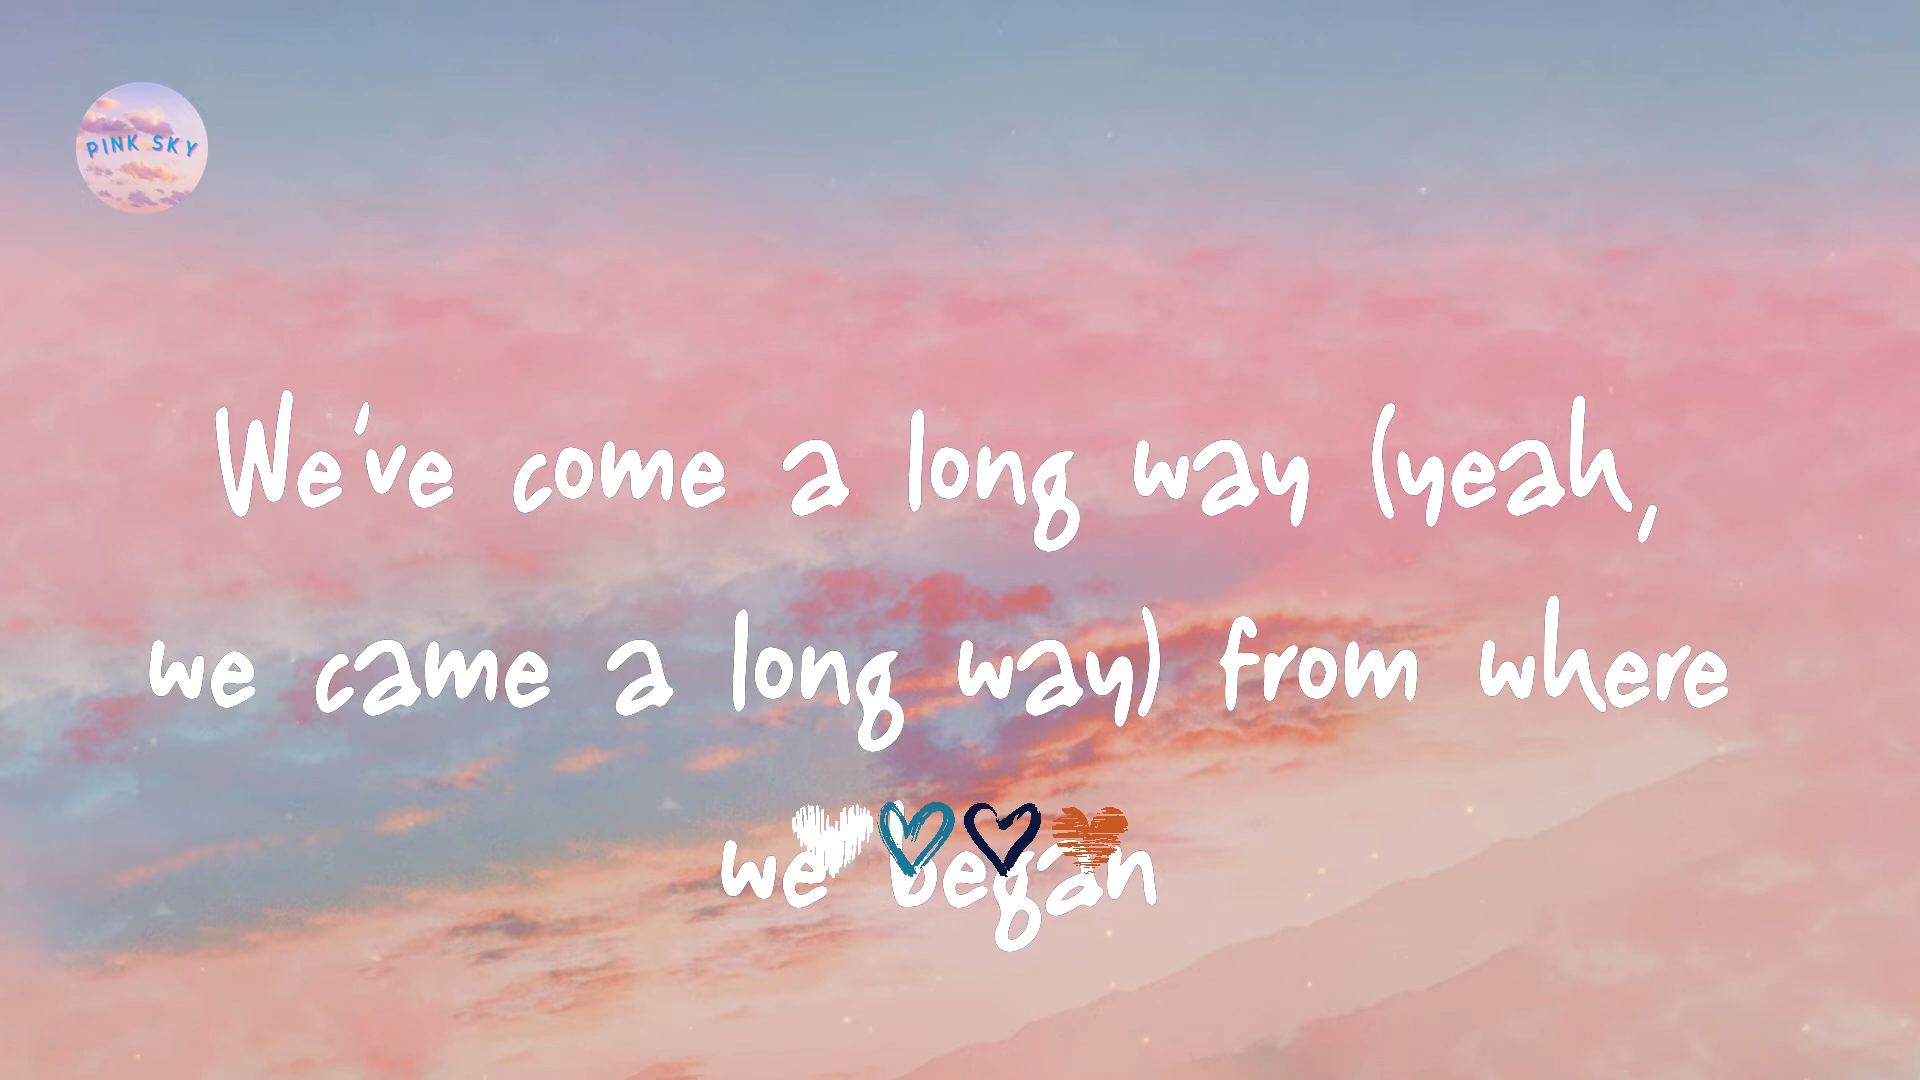 PINK SKY
We've come a long way (yeah,
we came a long way) from where
we began